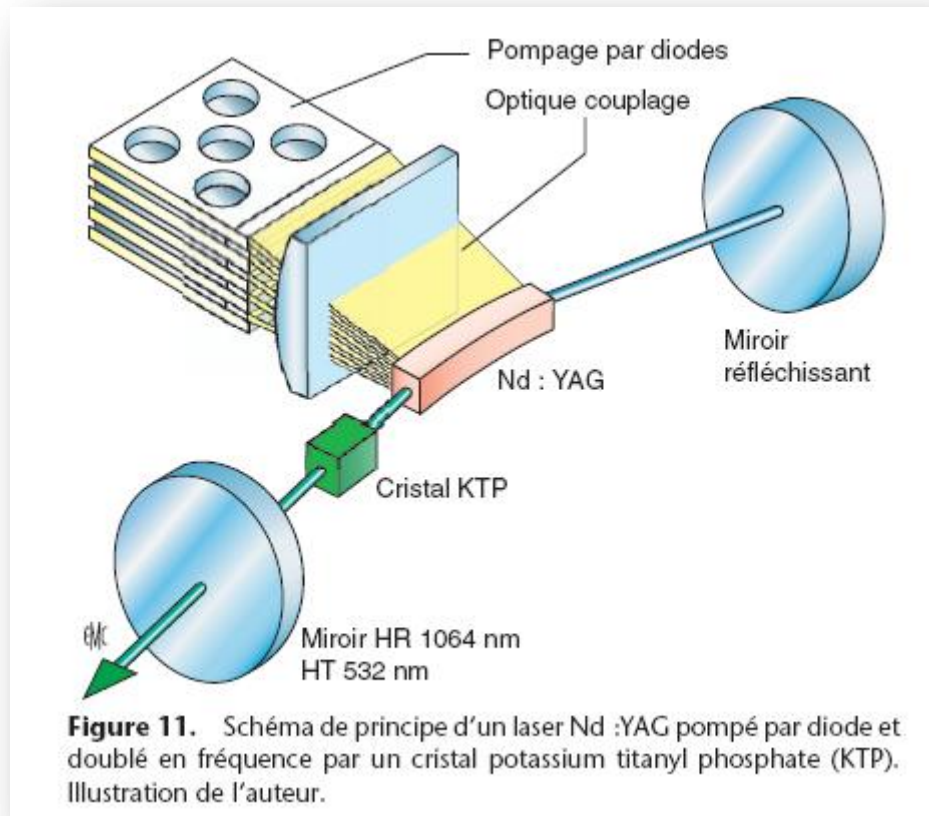 Pompage par diodes
Optique couplage
Miroir
réfléchissant
Nd : YAG
Cristal KTP
EMC
Miroir HR 1064 nm
HT 532 nm
Figure 11. Schéma de principe d'un laser Nd :YAG pompé par diode et
doublé en fréquence par un cristal potassium titanyl phosphate (KTP).
Illustration de l'auteur.